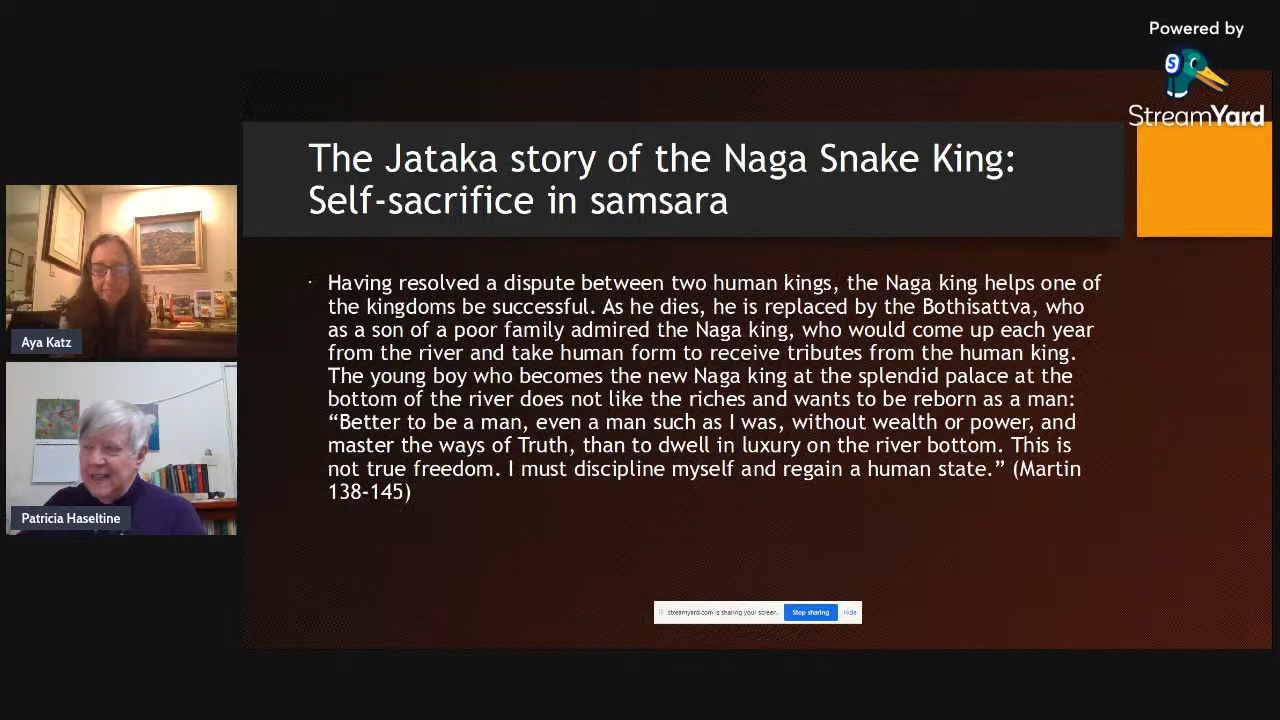 Powered by
StreamYard
The Jataka story of the Naga Snake King:
Self-sacrifice in samsara
Having resolved a dispute between two human kings, the Naga king helps one of
the kingdoms be successful. As he dies, he is replaced by the Bothisattva, who
as a son of a poor family admired the Naga king, who would come up each year
from the river and take human form to receive tributes from the human king.
The young boy who becomes the new Naga king at the splendid palace at the
bottom of the river does not like the riches and wants to be reborn as a man:
“Better to be a man, even a man such as I was, without wealth or power, and
master the ways of Truth, than to dwell in luxury on the river bottom. This is
not true freedom. I must discipline myself and regain a human state.” (Martin
138-145)
Aya Katz
Patricia Haseltine
streamyard.com is sharing your screen.
Stop sharing
Hide